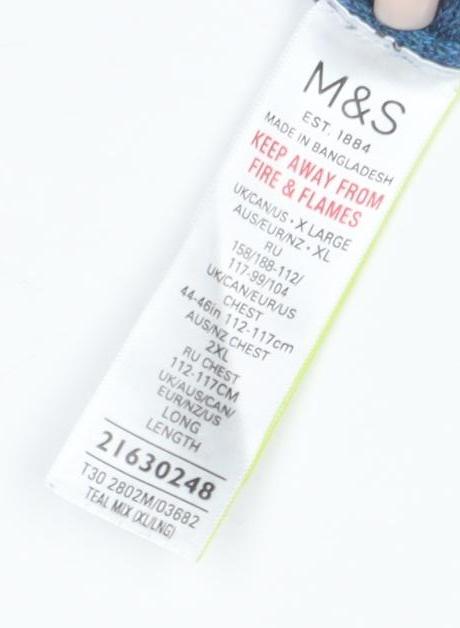 M&S
EST. 1884
MADE IN BANGLADESH
KEEP AWAY FROM
FIRE & FLAMES
UK/CAN/US • X LARGE
AUS/EUR/NZ • XL
RU
158/188-112/
117-99/104
UK/CAN/EUR/US
CHEST
44-46in 112-117cm
AUS/NZ CHEST
2XL
RU CHEST
112-117CM
UK/AUS/CAN/
EUR/NZ/US
LONG
LENGTH
21630248
T30 2802M/03682
TEAL MIX (XL/LNG)